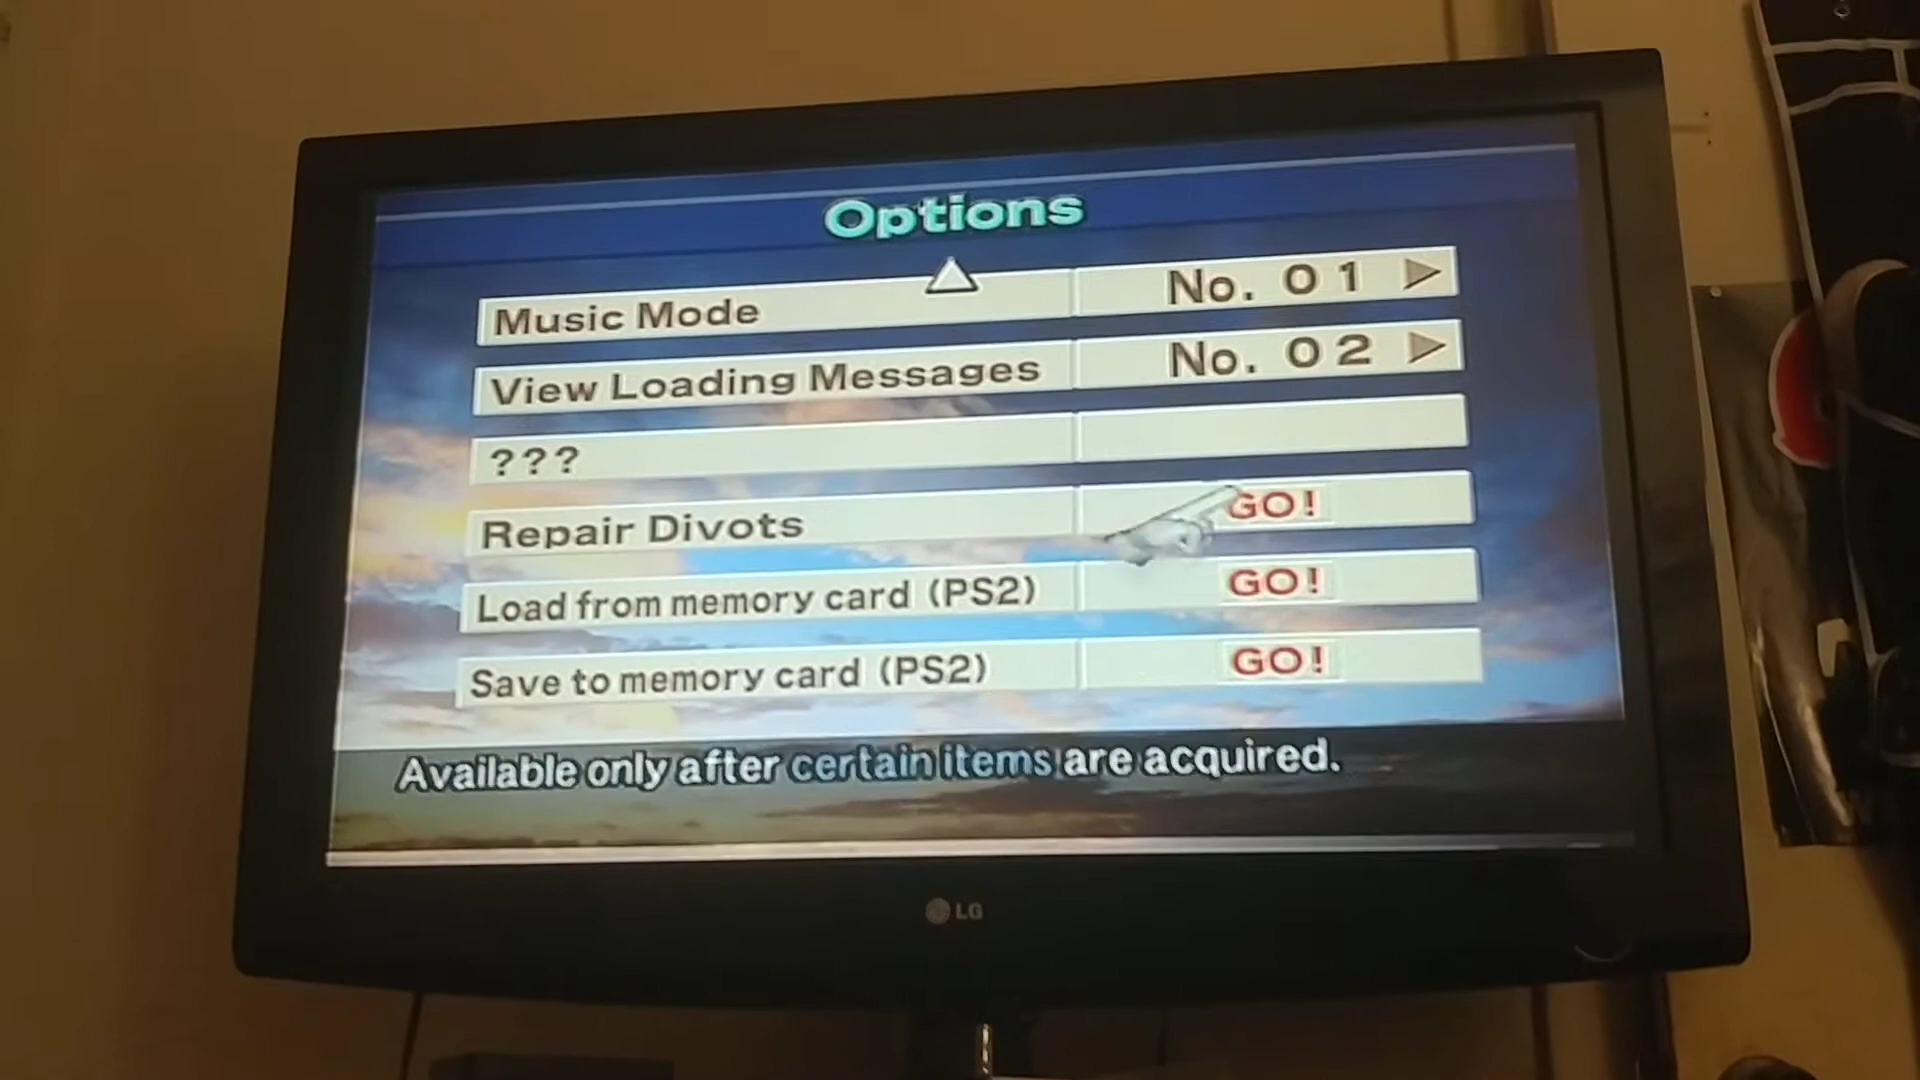 Options
Music Mode No. 01
View Loading Messages No. 02
???
Repair Divots GO!
Load from memory card (PS2) GO!
Save to memory card (PS2) GO!
Available only after certain items are acquired.
LG